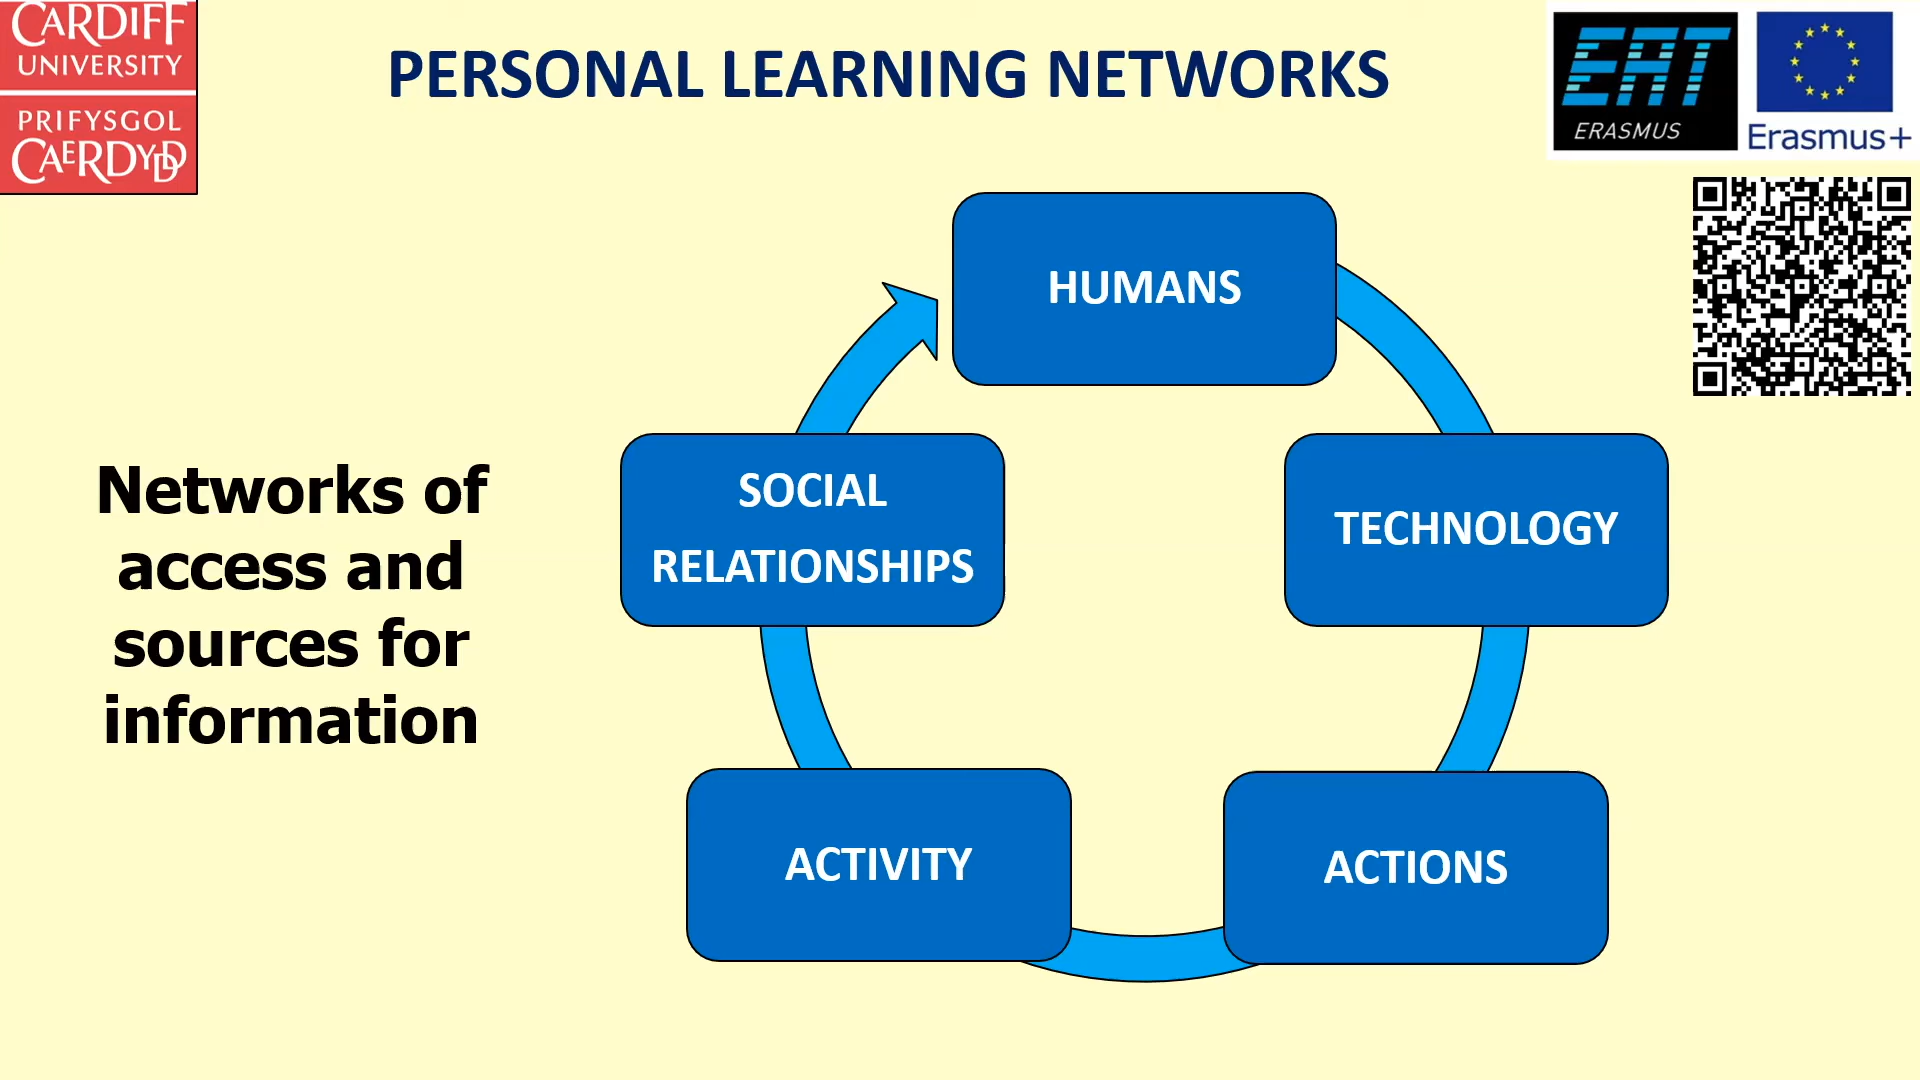 CARDIFF
UNIVERSITY
PRIFYSGOL
CAERDYDD
PERSONAL LEARNING NETWORKS
EAT
ERASMUS
Erasmus+
HUMANS
SOCIAL
RELATIONSHIPS
TECHNOLOGY
Networks of
access and
sources for
information
ACTIVITY
ACTIONS